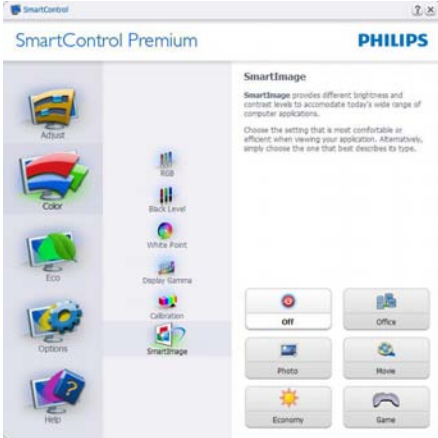 SmartControl
? x
SmartControl Premium
PHILIPS
Adjust
Color
Eco
Options
Help
RGB
Black Level
White Point
Display Gamma
Calibration
SmartImage
SmartImage
SmartImage provides different brightness and
contrast levels to accomodate today's wide range of
computer applications.
Choose the setting that is most comfortable or
efficient when viewing your application. Alternatively,
simply choose the one that best describes its type.
Off
Office
Photo
Movie
Economy
Game